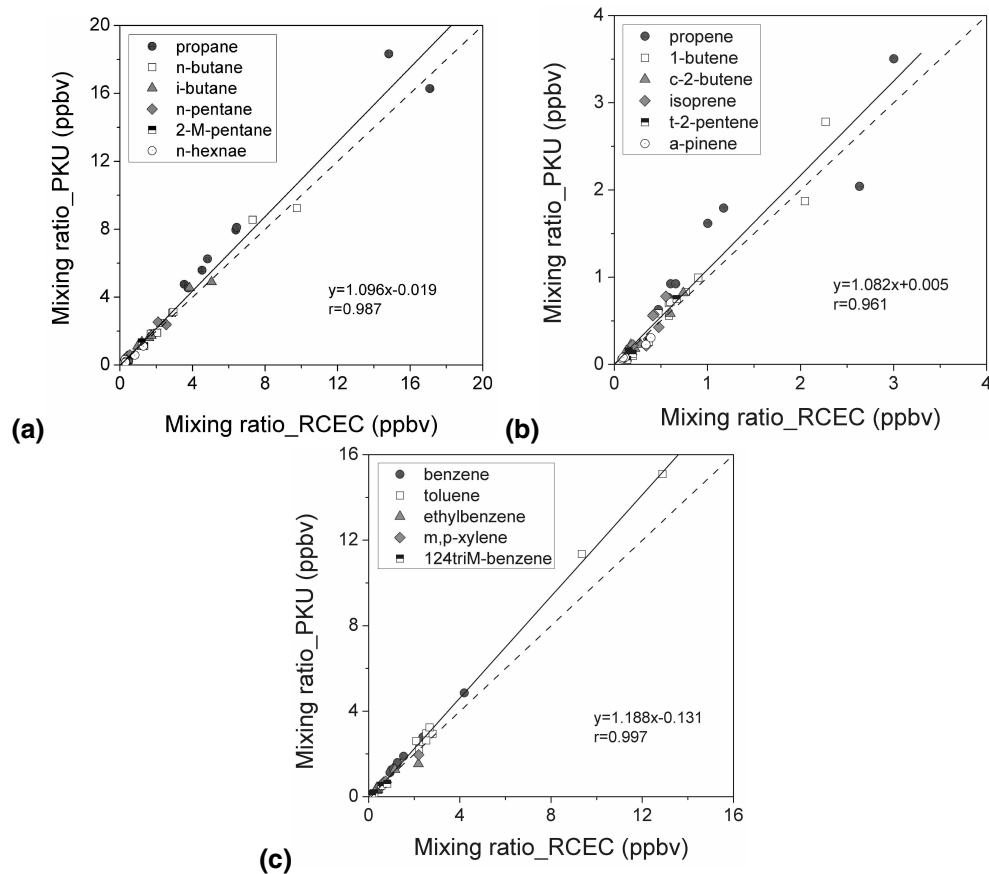 20
16
12
8
4
0
Mixing ratio_PKU (ppbv)
propane
n-butane
i-butane
n-pentane
2-M-pentane
n-hexnae
y=1.096x-0.019
r=0.987
0 4 8 12 16 20
Mixing ratio_RCEC (ppbv)
(a)
4
3
2
1
0
Mixing ratio_PKU (ppbv)
propene
1-butene
c-2-butene
isoprene
t-2-pentene
a-pinene
y=1.082x+0.005
r=0.961
0 1 2 3 4
Mixing ratio_RCEC (ppbv)
(b)
16
12
8
4
0
Mixing ratio_PKU (ppbv)
benzene
toluene
ethylbenzene
m,p-xylene
124triM-benzene
y=1.188x-0.131
r=0.997
0 4 8 12 16
Mixing ratio_RCEC (ppbv)
(c)